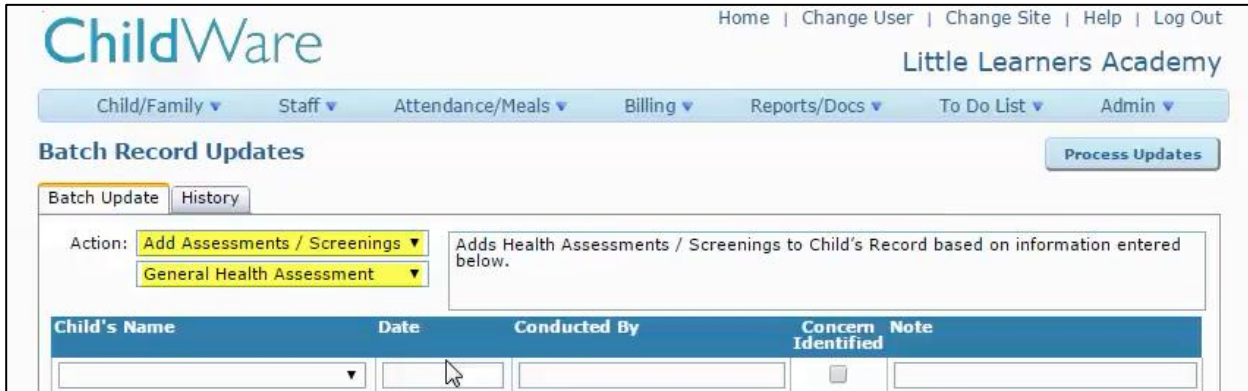 ChildWare
Home | Change User | Change Site | Help | Log Out
Little Learners Academy
Child/Family ▼ Staff ▼ Attendance/Meals ▼ Billing ▼ Reports/Docs ▼ To Do List ▼ Admin ▼
Batch Record Updates
Process Updates
Batch Update History
Action: Add Assessments / Screenings ▼
General Health Assessment ▼
Adds Health Assessments / Screenings to Child's Record based on information entered
below.
Child's Name Date Conducted By Concern Note
Identified